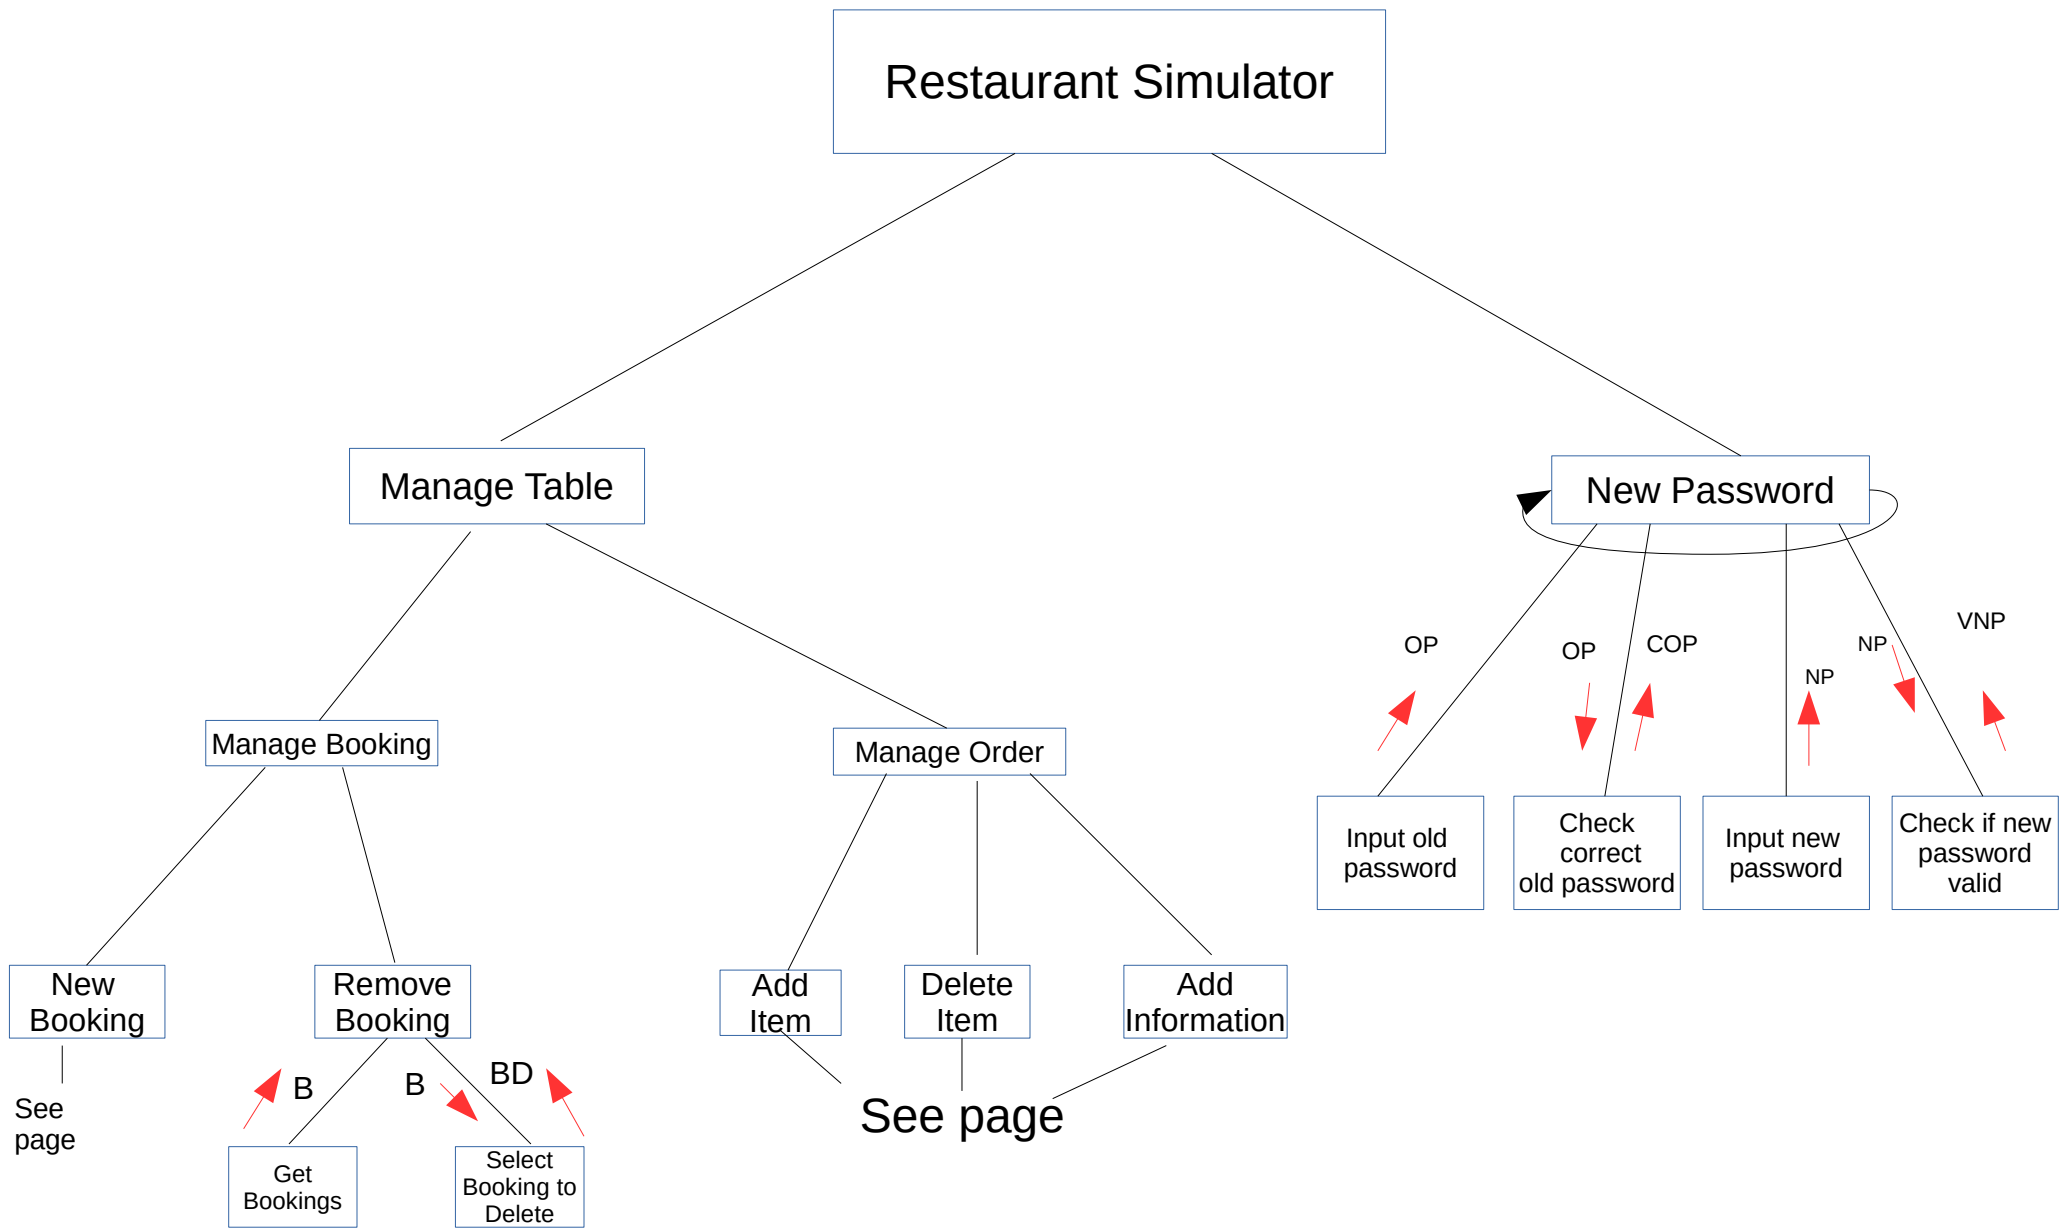 Restaurant Simulator
Manage Table
New Password
Manage Booking
Manage Order
OP
OP
COP
NP
NP
VNP
Input old
password
Check
correct
old password
Input new
password
Check if new
password
valid
New
Booking
Remove
Booking
Add
Item
Delete
Item
Add
Information
B
B
BD
See
page
See page
Get
Bookings
Select
Booking to
Delete